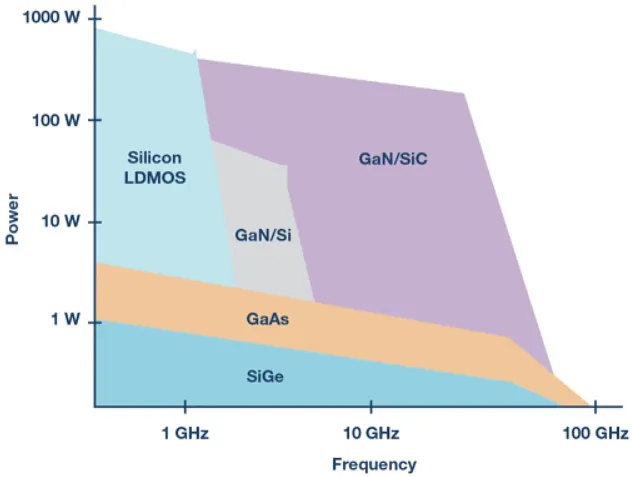 1000 W
100 W
10 W
1 W
Power
Silicon
LDMOS
GaN/SiC
GaN/Si
GaAs
SiGe
1 GHz
10 GHz
100 GHz
Frequency